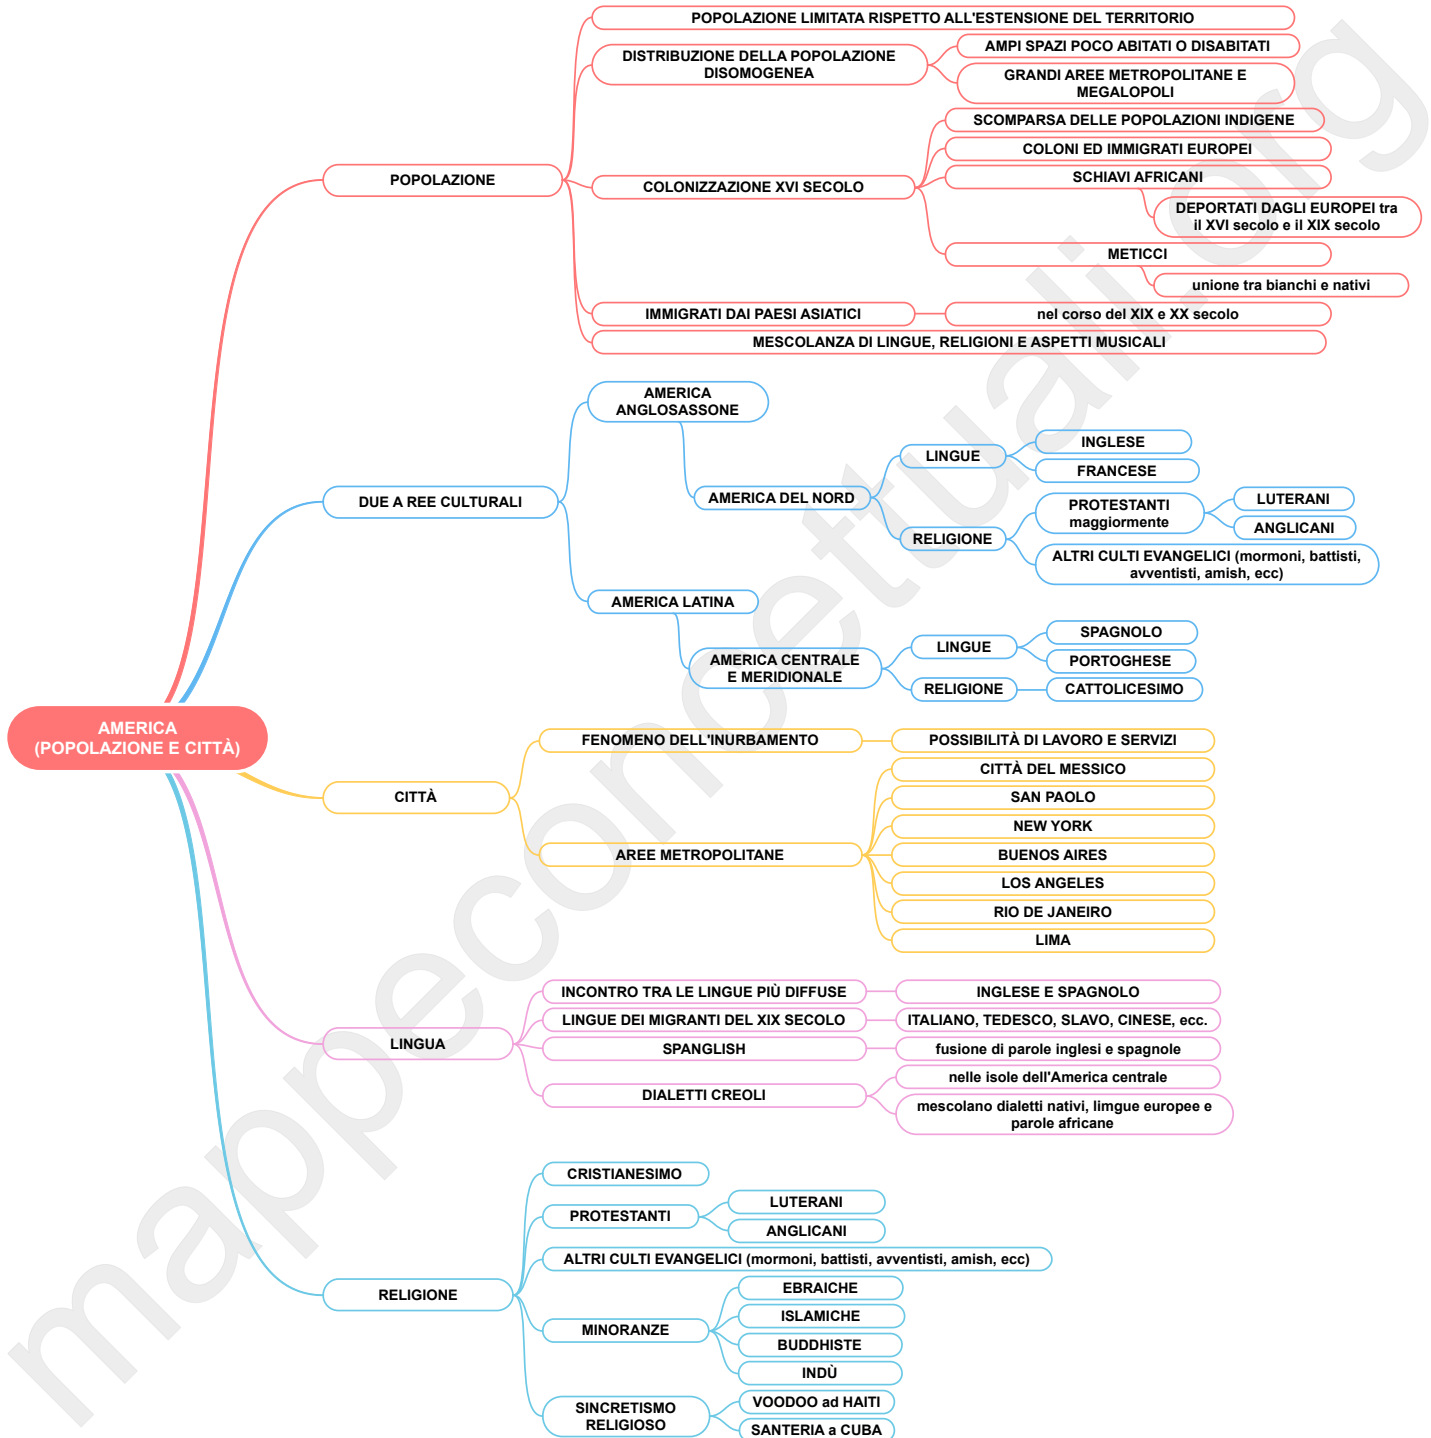 POPOLAZIONE LIMITATA RISPETTO ALL'ESTENSIONE DEL TERRITORIO
DISTRIBUZIONE DELLA POPOLAZIONE
DISOMOGENEA
AMPI SPAZI POCO ABITATI O DISABITATI
GRANDI AREE METROPOLITANE E
MEGALOPOLI
POPOLAZIONE
COLONIZZAZIONE XVI SECOLO
SCOMPARSA DELLE POPOLAZIONI INDIGENE
COLONI ED IMMIGRATI EUROPEI
SCHIAVI AFRICANI
DEPORTATI DAGLI EUROPEI tra
il XVI secolo e il XIX secolo
METICCI
unione tra bianchi e nativi
IMMIGRATI DAI PAESI ASIATICI
nel corso del XIX e XX secolo
MESCOLANZA DI LINGUE, RELIGIONI E ASPETTI MUSICALI
DUE A REE CULTURALI
AMERICA
ANGLOSASSONE
AMERICA DEL NORD
LINGUE
INGLESE
FRANCESE
RELIGIONE
PROTESTANTI
maggiormente
LUTERANI
ANGLICANI
ALTRI CULTI EVANGELICI (mormoni, battisti,
avventisti, amish, ecc)
AMERICA LATINA
AMERICA CENTRALE
E MERIDIONALE
LINGUE
SPAGNOLO
PORTOGHESE
RELIGIONE
CATTOLICESIMO
AMERICA
(POPOLAZIONE E CITTÀ)
CITTÀ
FENOMENO DELL'INURBAMENTO
POSSIBILITÀ DI LAVORO E SERVIZI
AREE METROPOLITANE
CITTÀ DEL MESSICO
SAN PAOLO
NEW YORK
BUENOS AIRES
LOS ANGELES
RIO DE JANEIRO
LIMA
LINGUA
INCONTRO TRA LE LINGUE PIÙ DIFFUSE
INGLESE E SPAGNOLO
LINGUE DEI MIGRANTI DEL XIX SECOLO
ITALIANO, TEDESCO, SLAVO, CINESE, ecc.
SPANGLISH
fusione di parole inglesi e spagnole
DIALETTI CREOLI
nelle isole dell'America centrale
mescolano dialetti nativi, limgue europee e
parole africane
RELIGIONE
CRISTIANESIMO
PROTESTANTI
LUTERANI
ANGLICANI
ALTRI CULTI EVANGELICI (mormoni, battisti, avventisti, amish, ecc)
MINORANZE
EBRAICHE
ISLAMICHE
BUDDHISTE
INDÙ
SINCRETISMO
RELIGIOSO
VOODOO ad HAITI
SANTERIA a CUBA
mappeconcettuali.org